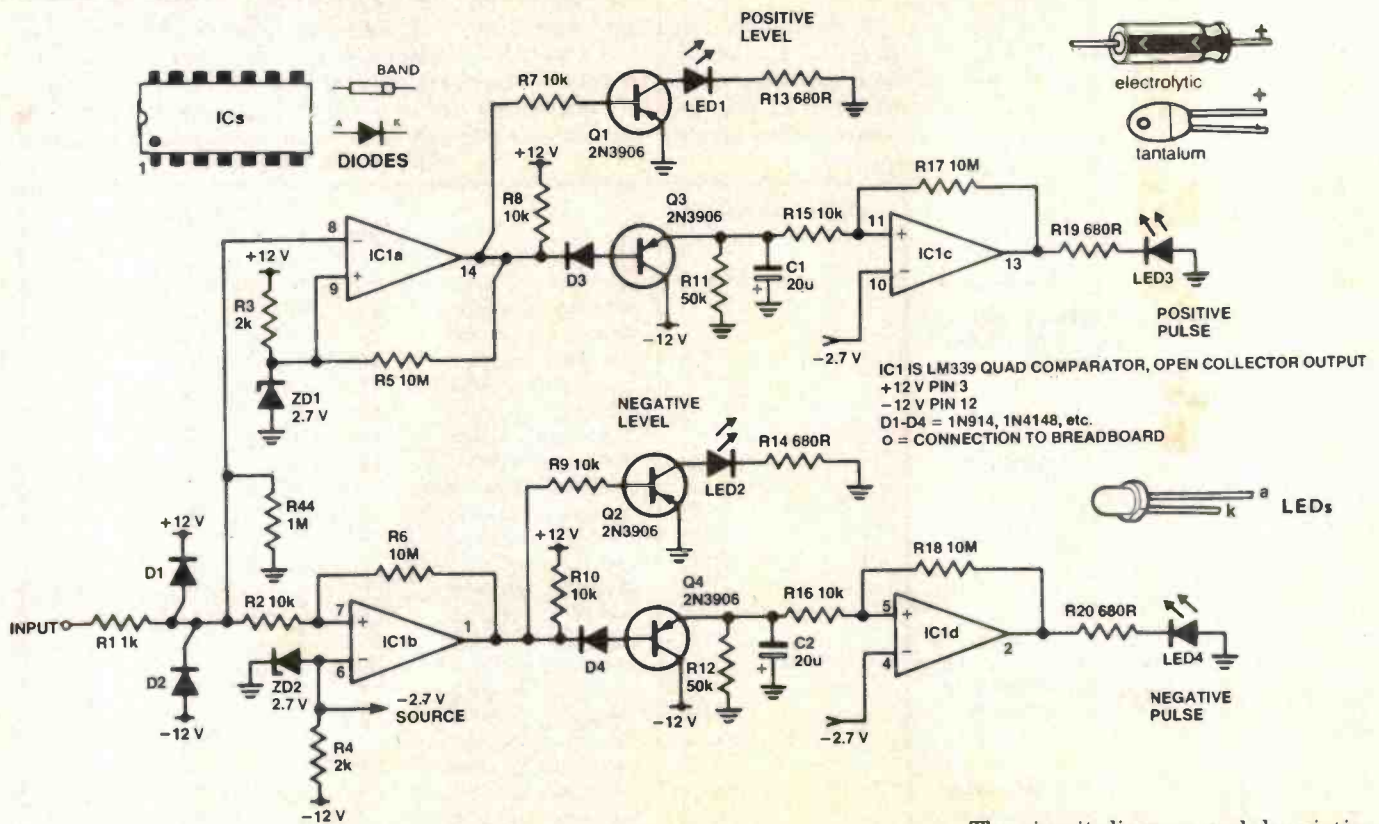 POSITIVE
LEVEL
BAND
ICs
1
A
K
DIODES
R7 10k
LED1
R13 680R
Q1
2N3906
+
electrolytic
+
tantalum
+12 V
R8
10k
Q3
2N3906
R17 10M
R15 10k
8
−
IC1a
+
9
14
+12 V
R3
2k
D3
R11
50k
C1
20u
+
11
+
IC1c
−
10
13
R19 680R
LED3
−12 V
−2.7 V
POSITIVE
PULSE
R5 10M
ZD1
2.7 V
IC1 IS LM339 QUAD COMPARATOR, OPEN COLLECTOR OUTPUT
+12 V PIN 3
−12 V PIN 12
D1-D4 = 1N914, 1N4148, etc.
o = CONNECTION TO BREADBOARD
NEGATIVE
LEVEL
R14 680R
R9 10k
LED2
Q2
2N3906
a
k
LEDs
R44
1M
+12 V
D1
R6
10M
+12 V
R10
10k
Q4
2N3906
R18 10M
R16 10k
INPUT
R1 1k
R2 10k
7
+
IC1b
−
6
1
D4
R12
50k
C2
20u
+
5
+
IC1d
−
4
2
R20 680R
LED4
D2
−12 V
ZD2
2.7 V
−2.7 V
SOURCE
−12 V
−2.7 V
NEGATIVE
PULSE
R4
2k
−12 V